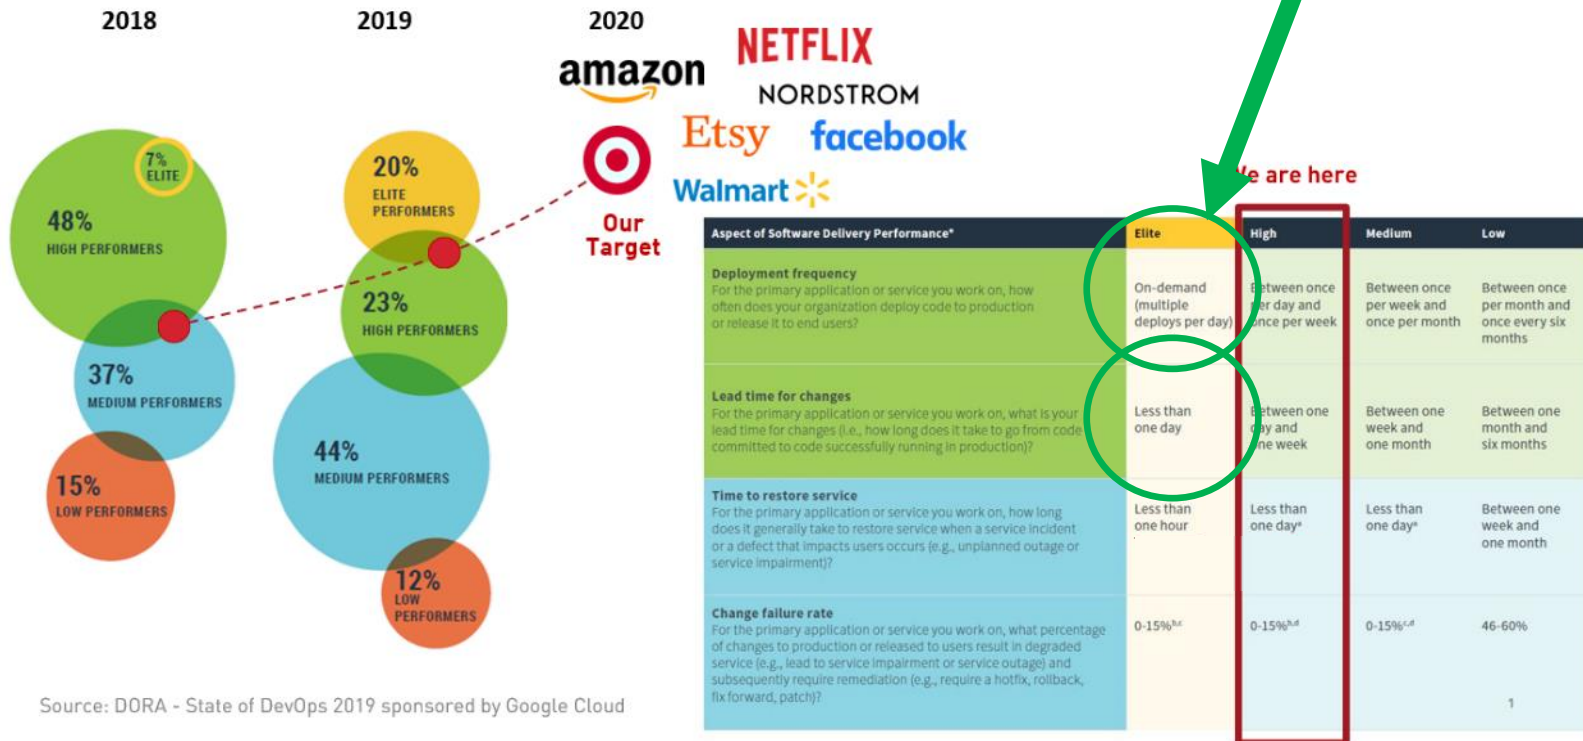 2018
2019
2020
amazon
NETFLIX
NORDSTROM
Etsy
facebook
Walmart
7%
ELITE
48%
HIGH PERFORMERS
37%
MEDIUM PERFORMERS
15%
LOW PERFORMERS
20%
ELITE
PERFORMERS
23%
HIGH PERFORMERS
44%
MEDIUM PERFORMERS
12%
LOW
PERFORMERS
Our
Target
We are here
Aspect of Software Delivery Performance*
Elite
High
Medium
Low
Deployment frequency
For the primary application or service you work on, how
often does your organization deploy code to production
or release it to end users?
On-demand
(multiple
deploys per day)
Between once
per day and
once per week
Between once
per week and
once per month
Between once
per month and
once every six
months
Lead time for changes
For the primary application or service you work on, what is your
lead time for changes (i.e., how long does it take to go from code
committed to code successfully running in production)?
Less than
one day
Between one
day and
one week
Between one
week and
one month
Between one
month and
six months
Time to restore service
For the primary application or service you work on, how long
does it generally take to restore service when a service incident
or a defect that impacts users occurs (e.g., unplanned outage or
service impairment)?
Less than
one hour
Less than
one dayᵃ
Less than
one dayᵃ
Between one
week and
one month
Change failure rate
For the primary application or service you work on, what percentage
of changes to production or released to users result in degraded
service (e.g., lead to service impairment or service outage) and
subsequently require remediation (e.g., require a hotfix, rollback,
fix forward, patch)?
0-15%ᵇ,ᶜ
0-15%ᵇ,ᵈ
0-15%ᶜ,ᵈ
46-60%
1
Source: DORA - State of DevOps 2019 sponsored by Google Cloud